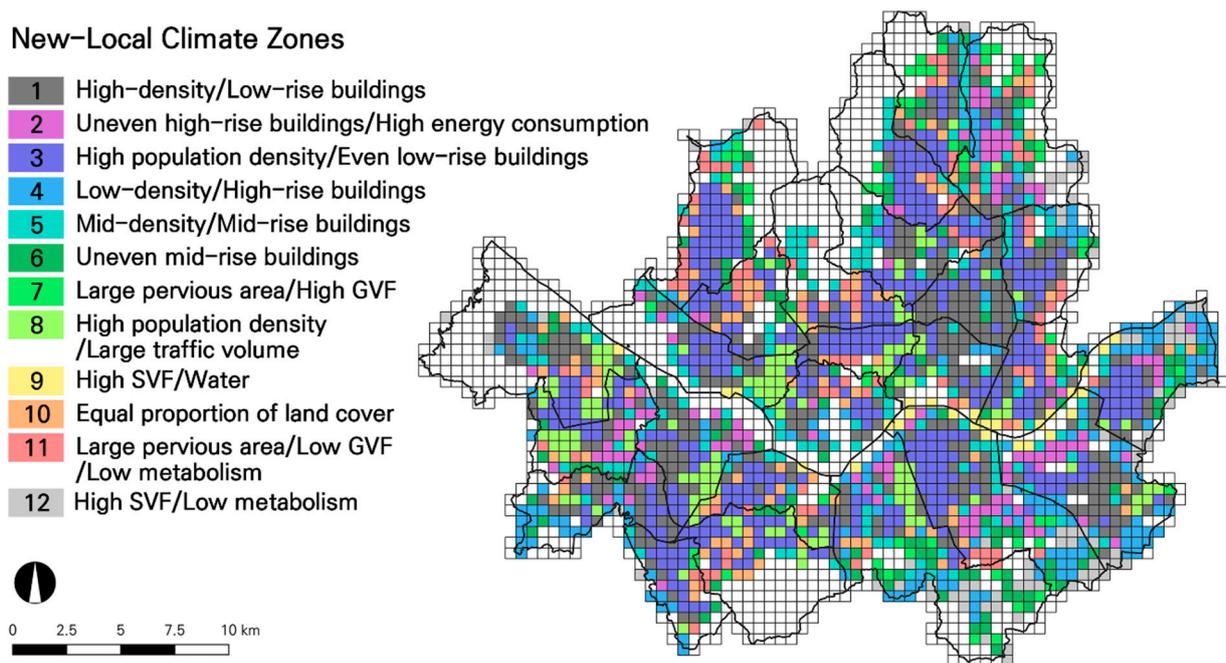 New-Local Climate Zones
1 High-density/Low-rise buildings
2 Uneven high-rise buildings/High energy consumption
3 High population density/Even low-rise buildings
4 Low-density/High-rise buildings
5 Mid-density/Mid-rise buildings
6 Uneven mid-rise buildings
7 Large pervious area/High GVF
8 High population density
/Large traffic volume
9 High SVF/Water
10 Equal proportion of land cover
11 Large pervious area/Low GVF
/Low metabolism
12 High SVF/Low metabolism
0 2.5 5 7.5 10 km